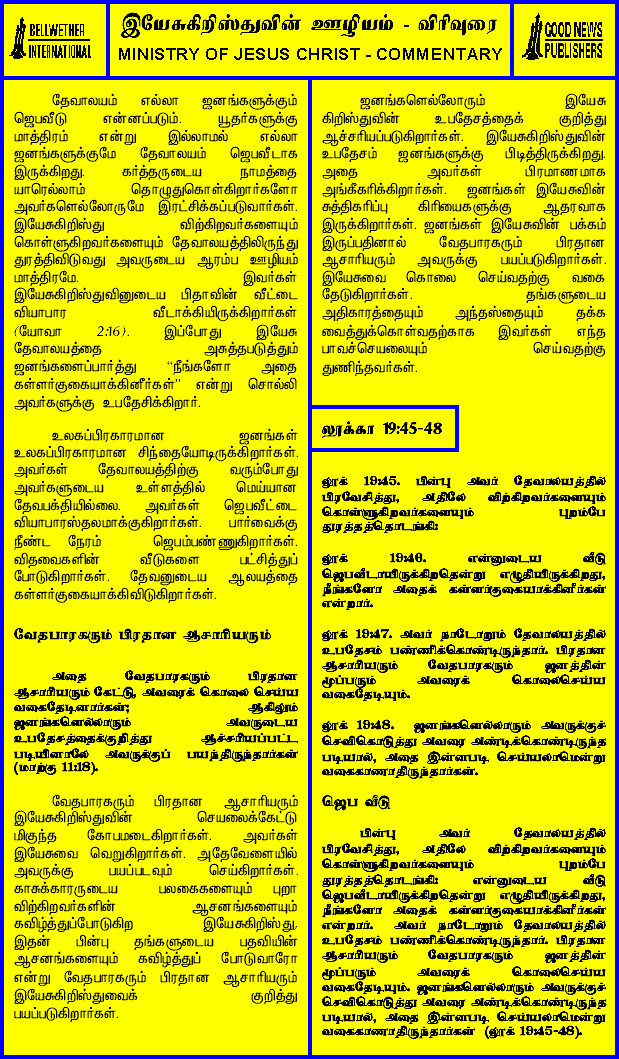 BELLWETHER
INTERNATIONAL
இயேசுகிறிஸ்துவின் ஊழியம் - விரிவுரை
MINISTRY OF JESUS CHRIST - COMMENTARY
GOOD NEWS
PUBLISHERS
தேவாலயம் எல்லா ஜனங்களுக்கும்
ஜெபவீடு என்னப்படும். யூதர்களுக்கு
மாத்திரம் என்று இல்லாமல் எல்லா
ஜனங்களுக்குமே தேவாலயம் ஜெபவீடாக
இருக்கிறது. கர்த்தருடைய நாமத்தை
யாரெல்லாம் தொழுதுகொள்கிறார்களோ
அவர்களெல்லோருமே இரட்சிக்கப்படுவார்கள்.
இயேசுகிறிஸ்து விற்கிறவர்களையும்
கொள்ளுகிறவர்களையும் தேவாலயத்திலிருந்து
துரத்திவிடுவது அவருடைய ஆரம்ப ஊழியம்
மாத்திரமே. இவர்கள்
இயேசுகிறிஸ்துவினுடைய பிதாவின் வீட்டை
வியாபார வீடாக்கியிருக்கிறார்கள்
(யோவா 2:16). இப்போது இயேசு
தேவாலயத்தை அசுத்தபடுத்தும்
ஜனங்களைப்பார்த்து “நீங்களோ அதை
கள்ளர்குகையாக்கினீர்கள்” என்று சொல்லி
அவர்களுக்கு உபதேசிக்கிறார்.
உலகப்பிரகாரமான ஜனங்கள்
உலகப்பிரகாரமான சிந்தையோடிருக்கிறார்கள்.
அவர்கள் தேவாலயத்திற்கு வரும்போது
அவர்களுடைய உள்ளத்தில் மெய்யான
தேவபக்தியில்லை. அவர்கள் ஜெபவீட்டை
வியாபாரஸ்தலமாக்குகிறார்கள். பார்வைக்கு
நீண்ட நேரம் ஜெபம்பண்ணுகிறார்கள்.
விதவைகளின் வீடுகளை பட்சித்துப்
போடுகிறார்கள். தேவனுடைய ஆலயத்தை
கள்ளர்குகையாக்கிவிடுகிறார்கள்.
வேதபாரகரும் பிரதான ஆசாரியரும்
அதை வேதபாரகரும் பிரதான
ஆசாரியரும் கேட்டு, அவரைக் கொலை செய்ய
வகைதேடினார்கள்; ஆகிலும்
ஜனங்களெல்லாரும் அவருடைய
உபதேசத்தைக்குறித்து ஆச்சரியப்பட்ட
படியினாலே அவருக்குப் பயந்திருந்தார்கள்
(மாற்கு 11:18).
வேதபாரகரும் பிரதான ஆசாரியரும்
இயேசுகிறிஸ்துவின் செயலைக்கேட்டு
மிகுந்த கோபமடைகிறார்கள். அவர்கள்
இயேசுவை வெறுகிறார்கள். அதேவேளையில்
அவருக்கு பயப்படவும் செய்கிறார்கள்.
காசுக்காரருடைய பலகைகளையும் புறா
விற்கிறவர்களின் ஆசனங்களையும்
கவிழ்த்துப்போடுகிற இயேசுகிறிஸ்து,
இதன் பின்பு தங்களுடைய பதவியின்
ஆசனங்களையும் கவிழ்த்துப் போடுவாரோ
என்று வேதபாரகரும் பிரதான ஆசாரியரும்
இயேசுகிறிஸ்துவைக் குறித்து
பயப்படுகிறார்கள்.
ஜனங்களெல்லோரும் இயேசு
கிறிஸ்துவின் உபதேசத்தைக் குறித்து
ஆச்சரியப்படுகிறார்கள். இயேசுகிறிஸ்துவின்
உபதேசம் ஜனங்களுக்கு பிடித்திருக்கிறது.
அதை அவர்கள் பிரமாணமாக
அங்கீகரிக்கிறார்கள். ஜனங்கள் இயேசுவின்
சுத்திகரிப்பு கிரியைகளுக்கு ஆதரவாக
இருக்கிறார்கள். ஜனங்கள் இயேசுவின் பக்கம்
இருப்பதினால் வேதபாரகரும் பிரதான
ஆசாரியரும் அவருக்கு பயப்படுகிறார்கள்.
இயேசுவை கொலை செய்வதற்கு வகை
தேடுகிறார்கள். தங்களுடைய
அதிகாரத்தையும் அந்தஸ்தையும் தக்க
வைத்துக்கொள்வதற்காக இவர்கள் எந்த
பாவச்செயலையும் செய்வதற்கு
துணிந்தவர்கள்.
லூக்கா 19:45-48
லூக் 19:45. பின்பு அவர் தேவாலயத்தில்
பிரவேசித்து, அதிலே விற்கிறவர்களையும்
கொள்ளுகிறவர்களையும் புறம்பே
துரத்தத்தொடங்கி:
லூக் 19:46. என்னுடைய வீடு
ஜெபவீடாயிருக்கிறதென்று எழுதியிருக்கிறது,
நீங்களோ அதைக் கள்ளர்குகையாக்கினீர்கள்
என்றார்.
லூக் 19:47. அவர் நாடோறும் தேவாலயத்தில்
உபதேசம் பண்ணிக்கொண்டிருந்தார். பிரதான
ஆசாரியரும் வேதபாரகரும் ஜனத்தின்
மூப்பரும் அவரைக் கொலைசெய்ய
வகைதேடியும்.
லூக் 19:48. ஜனங்களெல்லாரும் அவருக்குச்
செவிகொடுத்து அவரை அண்டிக்கொண்டிருந்த
படியால், அதை இன்னபடி செய்யலாமென்று
வகைகாணாதிருந்தார்கள்.
ஜெப வீடு
பின்பு அவர் தேவாலயத்தில்
பிரவேசித்து, அதிலே விற்கிறவர்களையும்
கொள்ளுகிறவர்களையும் புறம்பே
துரத்தத்தொடங்கி: என்னுடைய வீடு
ஜெபவீடாயிருக்கிறதென்று எழுதியிருக்கிறது,
நீங்களோ அதைக் கள்ளர்குகையாக்கினீர்கள்
என்றார். அவர் நாடோறும் தேவாலயத்தில்
உபதேசம் பண்ணிக்கொண்டிருந்தார். பிரதான
ஆசாரியரும் வேதபாரகரும் ஜனத்தின்
மூப்பரும் அவரைக் கொலைசெய்ய
வகைதேடியும். ஜனங்களெல்லாரும் அவருக்குச்
செவிகொடுத்து அவரை அண்டிக்கொண்டிருந்த
படியால், அதை இன்னபடி செய்யலாமென்று
வகைகாணாதிருந்தார்கள் (லூக் 19:45-48).